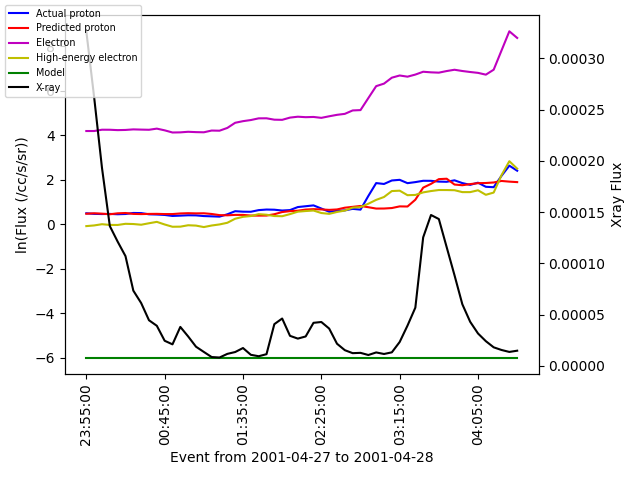 Actual proton
Predicted proton
Electron
High-energy electron
Model
X-ray
8
6
4
2
0
−2
−4
−6
ln(Flux (/cc/s/sr))
0.00030
0.00025
0.00020
0.00015
0.00010
0.00005
0.00000
Xray Flux
23:55:00
00:45:00
01:35:00
02:25:00
03:15:00
04:05:00
Event from 2001-04-27 to 2001-04-28